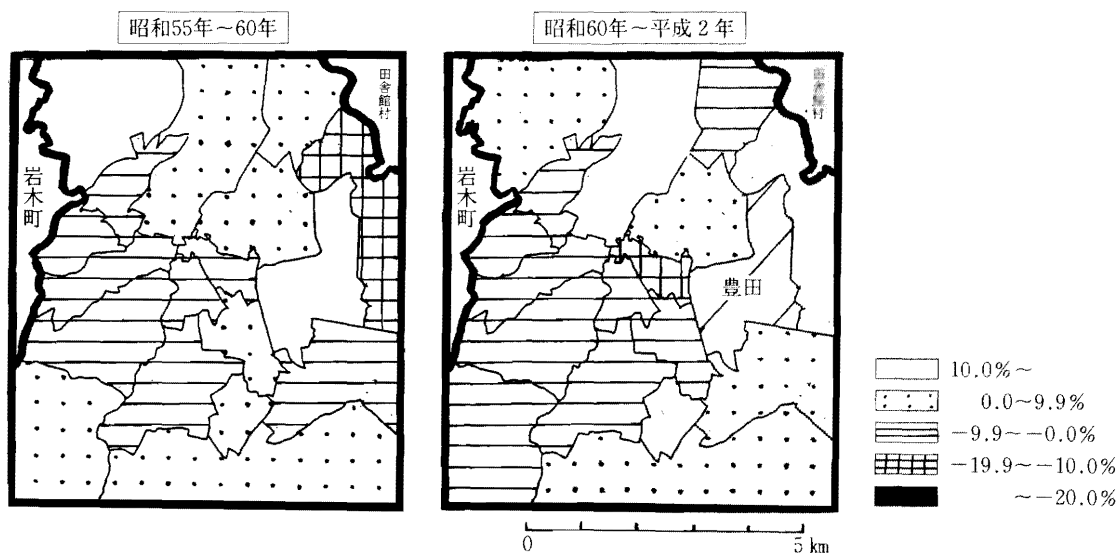 昭和55年～60年
昭和60年～平成2年
田舎館村
岩木町
田舎館村
岩木町
豊田
10.0%～
0.0～9.9%
-9.9～-0.0%
-19.9～-10.0%
～-20.0%
0
5 km